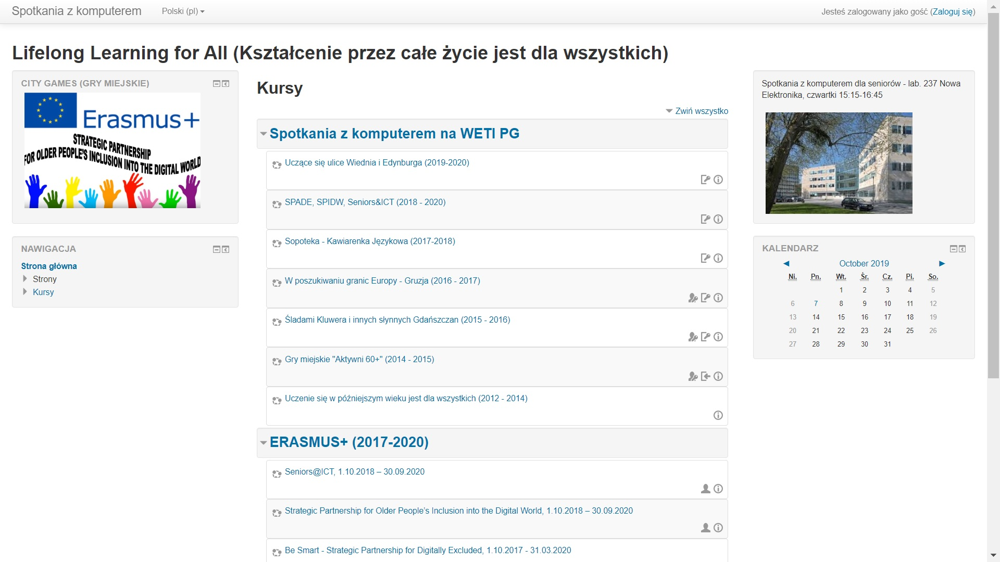 Spotkania z komputerem
Polski (pl)
Jesteś zalogowany jako gość (Zaloguj się)
Lifelong Learning for All (Kształcenie przez całe życie jest dla wszystkich)
CITY GAMES (GRY MIEJSKIE)
Erasmus+
STRATEGIC PARTNERSHIP
FOR OLDER PEOPLE'S INCLUSION INTO THE DIGITAL WORLD
NAWIGACJA
Strona główna
Strony
Kursy
Kursy
Zwiń wszystko
Spotkania z komputerem na WETI PG
Uczące się ulice Wiednia i Edynburga (2019-2020)
SPADE, SPIDW, Seniors&ICT (2018 - 2020)
Sopoteka - Kawiarenka Językowa (2017-2018)
W poszukiwaniu granic Europy - Gruzja (2016 - 2017)
Śladami Kluwera i innych słynnych Gdańszczan (2015 - 2016)
Gry miejskie "Aktywni 60+" (2014 - 2015)
Uczenie się w późniejszym wieku jest dla wszystkich (2012 - 2014)
ERASMUS+ (2017-2020)
Seniors@ICT, 1.10.2018 – 30.09.2020
Strategic Partnership for Older People’s Inclusion into the Digital World, 1.10.2018 – 30.09.2020
Be Smart - Strategic Partnership for Digitally Excluded, 1.10.2017 - 31.03.2020
Spotkania z komputerem dla seniorów - lab. 237 Nowa
Elektronika, czwartki 15:15-16:45
KALENDARZ
October 2019
Ni. Pn. Wt. Śr. Cz. Pi. So.
1 2 3 4 5
6 7 8 9 10 11 12
13 14 15 16 17 18 19
20 21 22 23 24 25 26
27 28 29 30 31